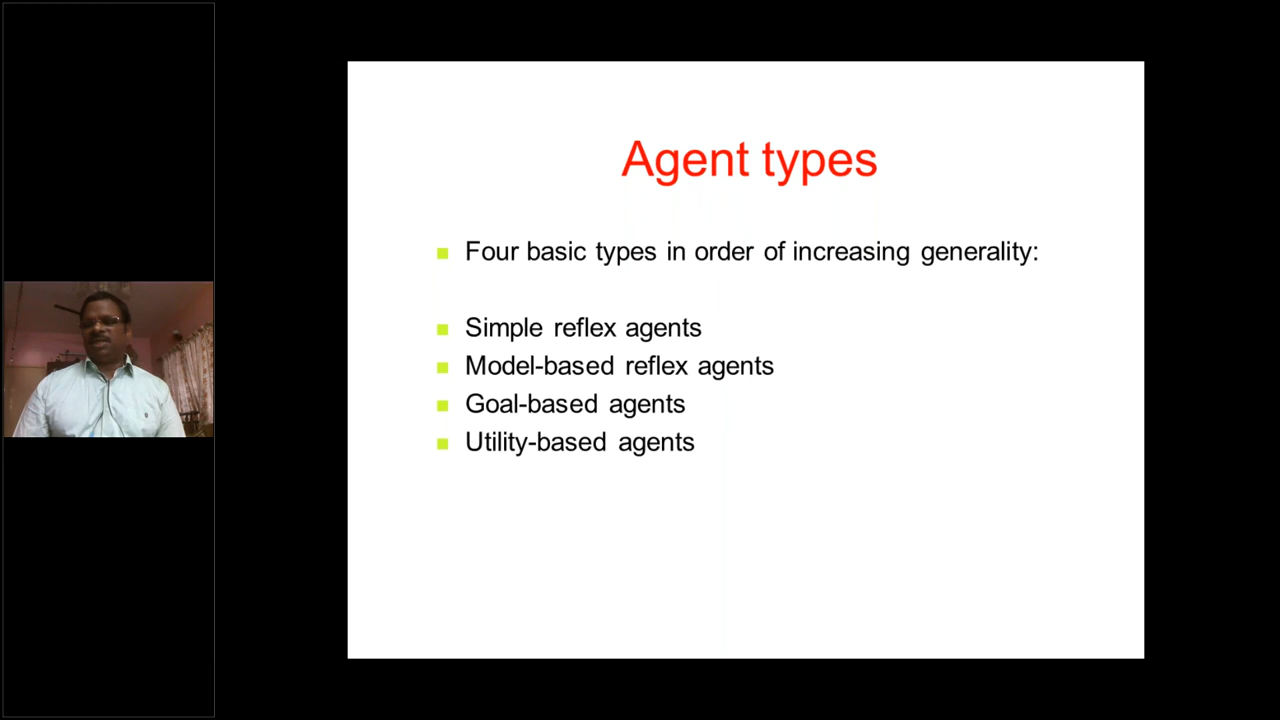 Agent types
Four basic types in order of increasing generality:
Simple reflex agents
Model-based reflex agents
Goal-based agents
Utility-based agents